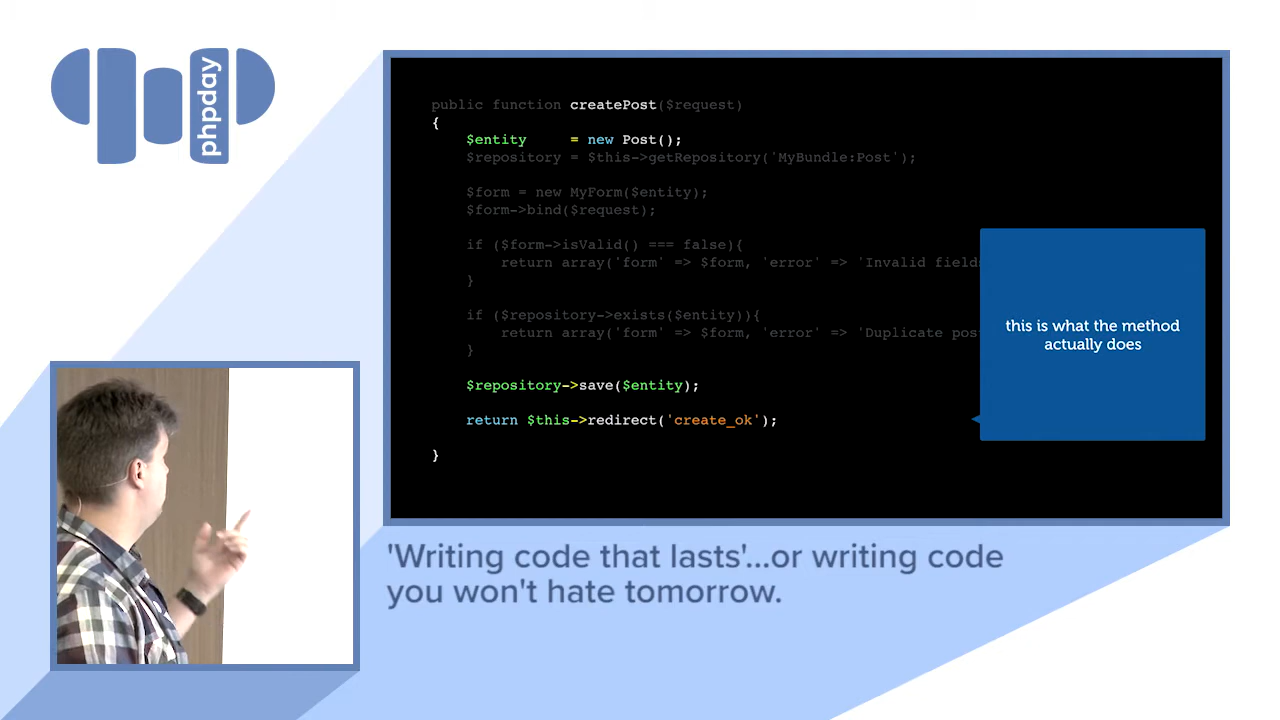 phpday
public function createPost($request)
{
$entity     = new Post();
$repository = $this->getRepository('MyBundle:Post');
$form = new MyForm($entity);
$form->bind($request);
if ($form->isValid() === false){
return array('form' => $form, 'error' => 'Invalid fields
}
if ($repository->exists($entity)){
return array('form' => $form, 'error' => 'Duplicate pos
}
$repository->save($entity);
return $this->redirect('create_ok');
}
this is what the method
actually does
'Writing code that lasts'...or writing code
you won't hate tomorrow.